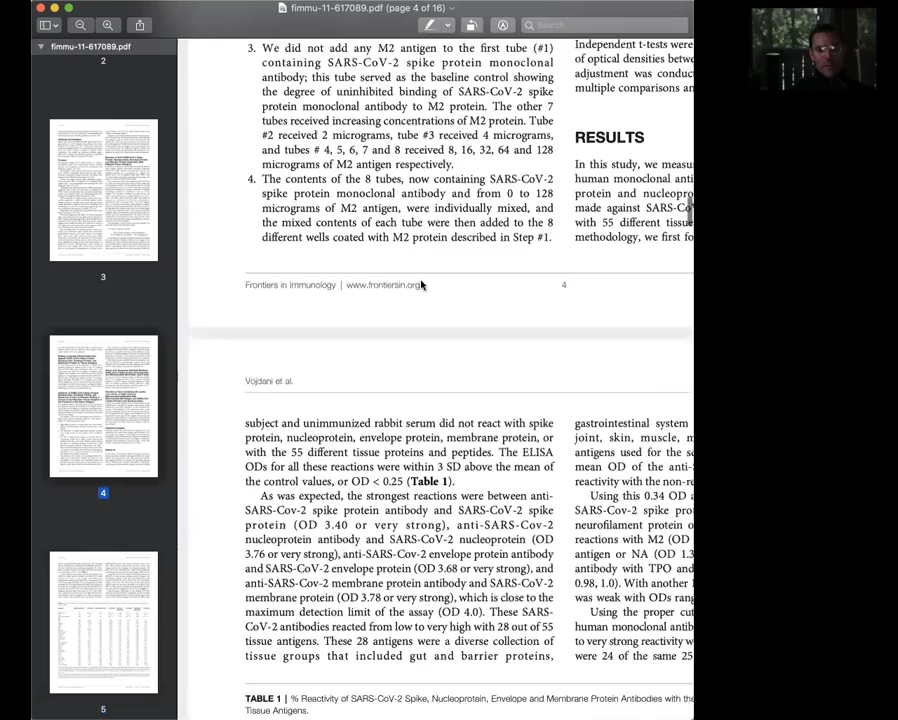 fimmu-11-617089.pdf (page 4 of 16)
Search
fimmu-11-617089.pdf
2
3
4
5
3. We did not add any M2 antigen to the first tube (#1)
containing SARS-CoV-2 spike protein monoclonal
antibody; this tube served as the baseline control showing
the degree of uninhibited binding of SARS-CoV-2 spike
protein monoclonal antibody to M2 protein. The other 7
tubes received increasing concentrations of M2 protein. Tube
#2 received 2 micrograms, tube #3 received 4 micrograms,
and tubes # 4, 5, 6, 7 and 8 received 8, 16, 32, 64 and 128
micrograms of M2 antigen respectively.
4. The contents of the 8 tubes, now containing SARS-CoV-2
spike protein monoclonal antibody and from 0 to 128
micrograms of M2 antigen, were individually mixed, and
the mixed contents of each tube were then added to the 8
different wells coated with M2 protein described in Step #1.
Independent t-tests were
of optical densities betw
adjustment was conduc
multiple comparisons an
RESULTS
In this study, we measu
human monoclonal anti
protein and nucleopro
made against SARS-Co
with 55 different tissue
methodology, we first fo
Frontiers in Immunology | www.frontiersin.org
4
Vojdani et al.
subject and unimmunized rabbit serum did not react with spike
protein, nucleoprotein, envelope protein, membrane protein, or
with the 55 different tissue proteins and peptides. The ELISA
ODs for all these reactions were within 3 SD above the mean of
the control values, or OD < 0.25 (Table 1).
As was expected, the strongest reactions were between anti-
SARS-Cov-2 spike protein antibody and SARS-CoV-2 spike
protein (OD 3.40 or very strong), anti-SARS-Cov-2
nucleoprotein antibody and SARS-CoV-2 nucleoprotein (OD
3.76 or very strong), anti-SARS-Cov-2 envelope protein antibody
and SARS-CoV-2 envelope protein (OD 3.68 or very strong), and
anti-SARS-Cov-2 membrane protein antibody and SARS-CoV-2
membrane protein (OD 3.78 or very strong), which is close to the
maximum detection limit of the assay (OD 4.0). These SARS-
CoV-2 antibodies reacted from low to very high with 28 out of 55
tissue antigens. These 28 antigens were a diverse collection of
tissue groups that included gut and barrier proteins,
gastrointestinal system
joint, skin, muscle, m
antigens used for the sc
mean OD of the anti-S
reactivity with the non-re
Using this 0.34 OD a
SARS-CoV-2 spike pro
neurofilament protein o
reactions with M2 (OD
antigen or NA (OD 1.3
antibody with TPO and
0.98, 1.0). With another 1
was weak with ODs rang
Using the proper cut
human monoclonal antib
to very strong reactivity w
were 24 of the same 25
TABLE 1 | % Reactivity of SARS-CoV-2 Spike, Nucleoprotein, Envelope and Membrane Protein Antibodies with the
Tissue Antigens.